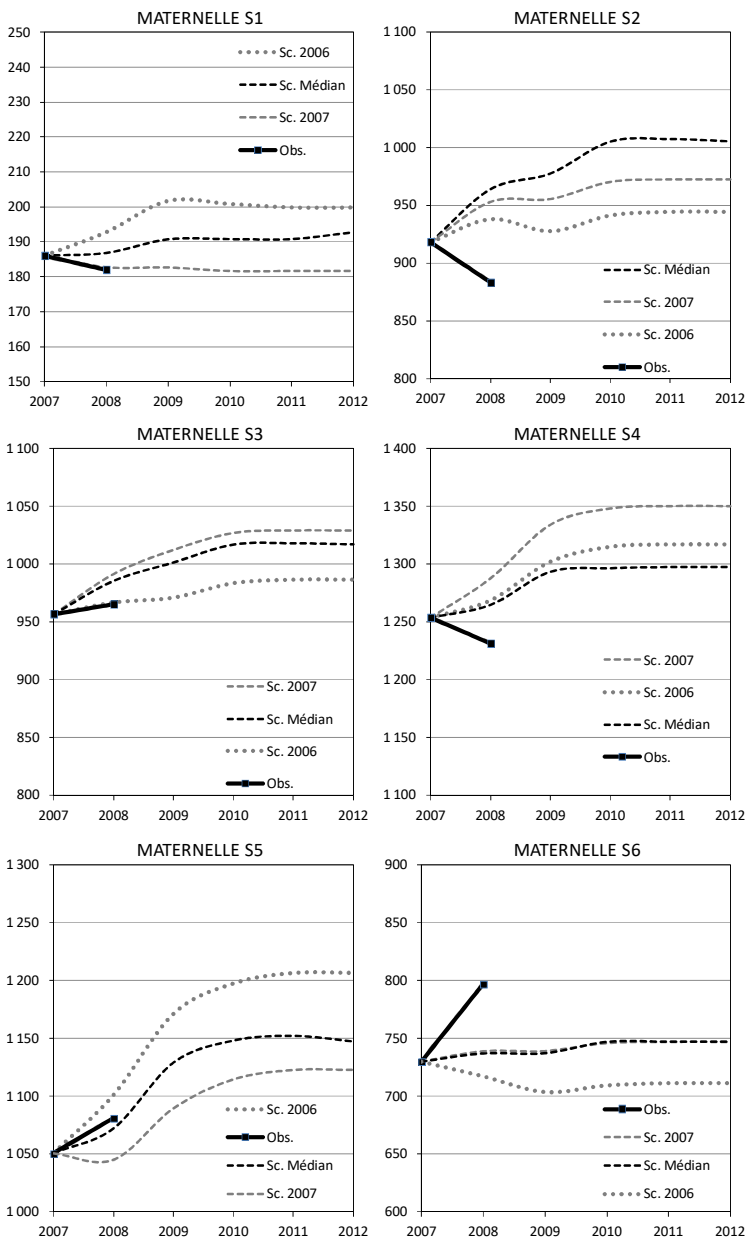 MATERNELLE S1
250
240
230
220
210
200
190
180
170
160
150
Sc. 2006
Sc. Médian
Sc. 2007
Obs.
2007 2008 2009 2010 2011 2012
MATERNELLE S2
1 100
1 050
1 000
950
900
850
800
Sc. Médian
Sc. 2007
Sc. 2006
Obs.
2007 2008 2009 2010 2011 2012
MATERNELLE S3
1 100
1 050
1 000
950
900
850
800
Sc. 2007
Sc. Médian
Sc. 2006
Obs.
2007 2008 2009 2010 2011 2012
MATERNELLE S4
1 400
1 350
1 300
1 250
1 200
1 150
1 100
Sc. 2007
Sc. 2006
Sc. Médian
Obs.
2007 2008 2009 2010 2011 2012
MATERNELLE S5
1 300
1 250
1 200
1 150
1 100
1 050
1 000
Sc. 2006
Obs.
Sc. Médian
Sc. 2007
2007 2008 2009 2010 2011 2012
MATERNELLE S6
900
850
800
750
700
650
600
Obs.
Sc. 2007
Sc. Médian
Sc. 2006
2007 2008 2009 2010 2011 2012